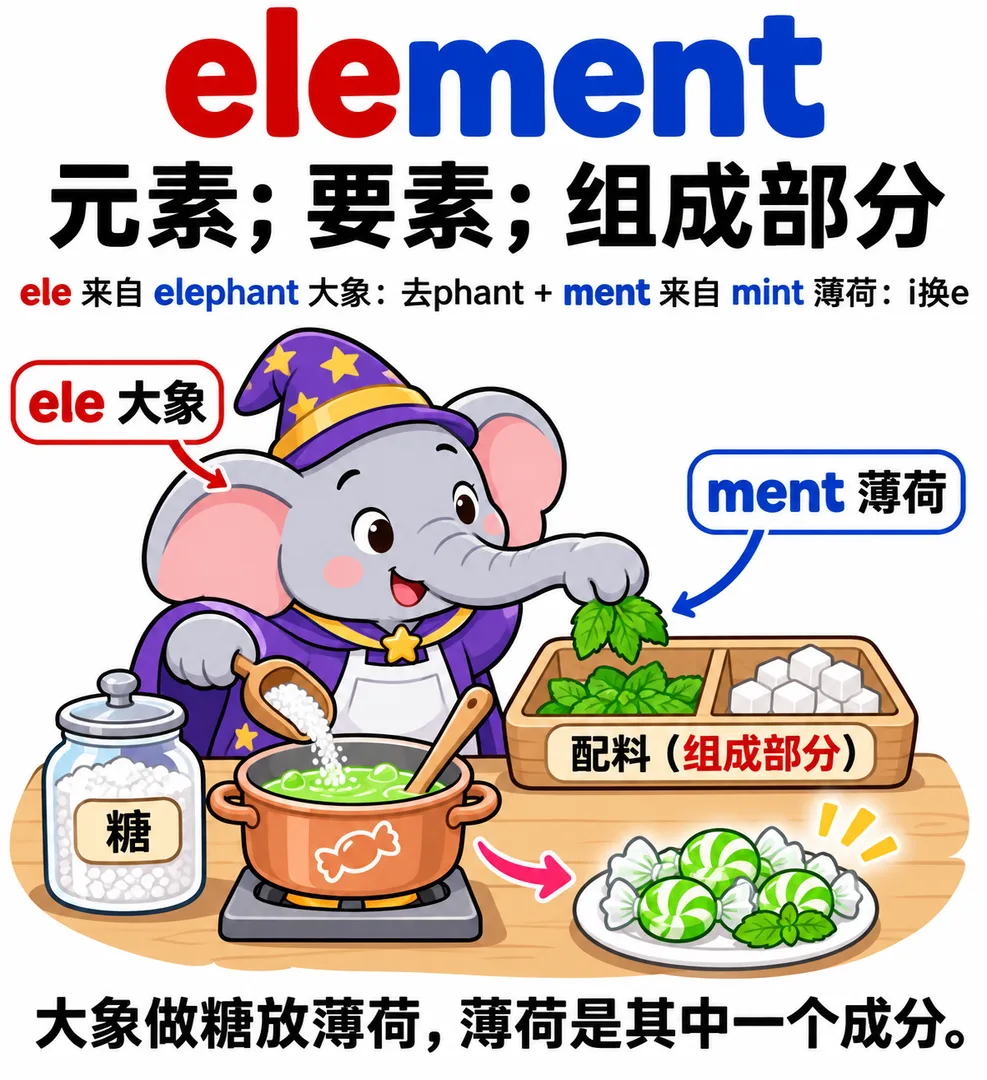 element
元素；要素；组成部分
ele 来自 elephant 大象：去phant + ment 来自 mint 薄荷：i换e
ele 大象
ment 薄荷
配料（组成部分）
糖
大象做糖放薄荷，薄荷是其中一个成分。